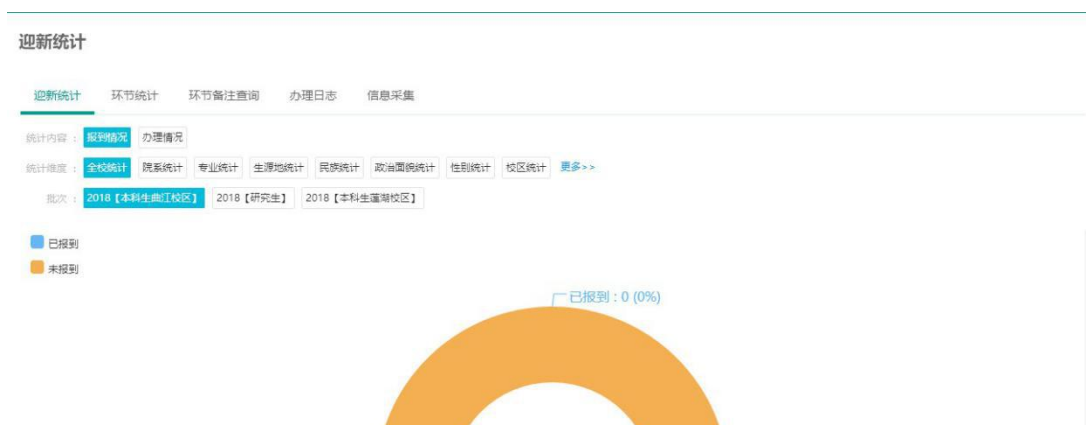 迎新统计
迎新统计 环节统计 环节备注查询 办理日志 信息采集
统计内容 : 报到情况 办理情况
统计维度 : 全校统计 院系统计 专业统计 生源地统计 民族统计 政治面貌统计 性别统计 校区统计 更多>>
批次 : 2018【本科生曲江校区】 2018【研究生】 2018【本科生莲湖校区】
已报到
未报到
已报到 : 0 (0%)